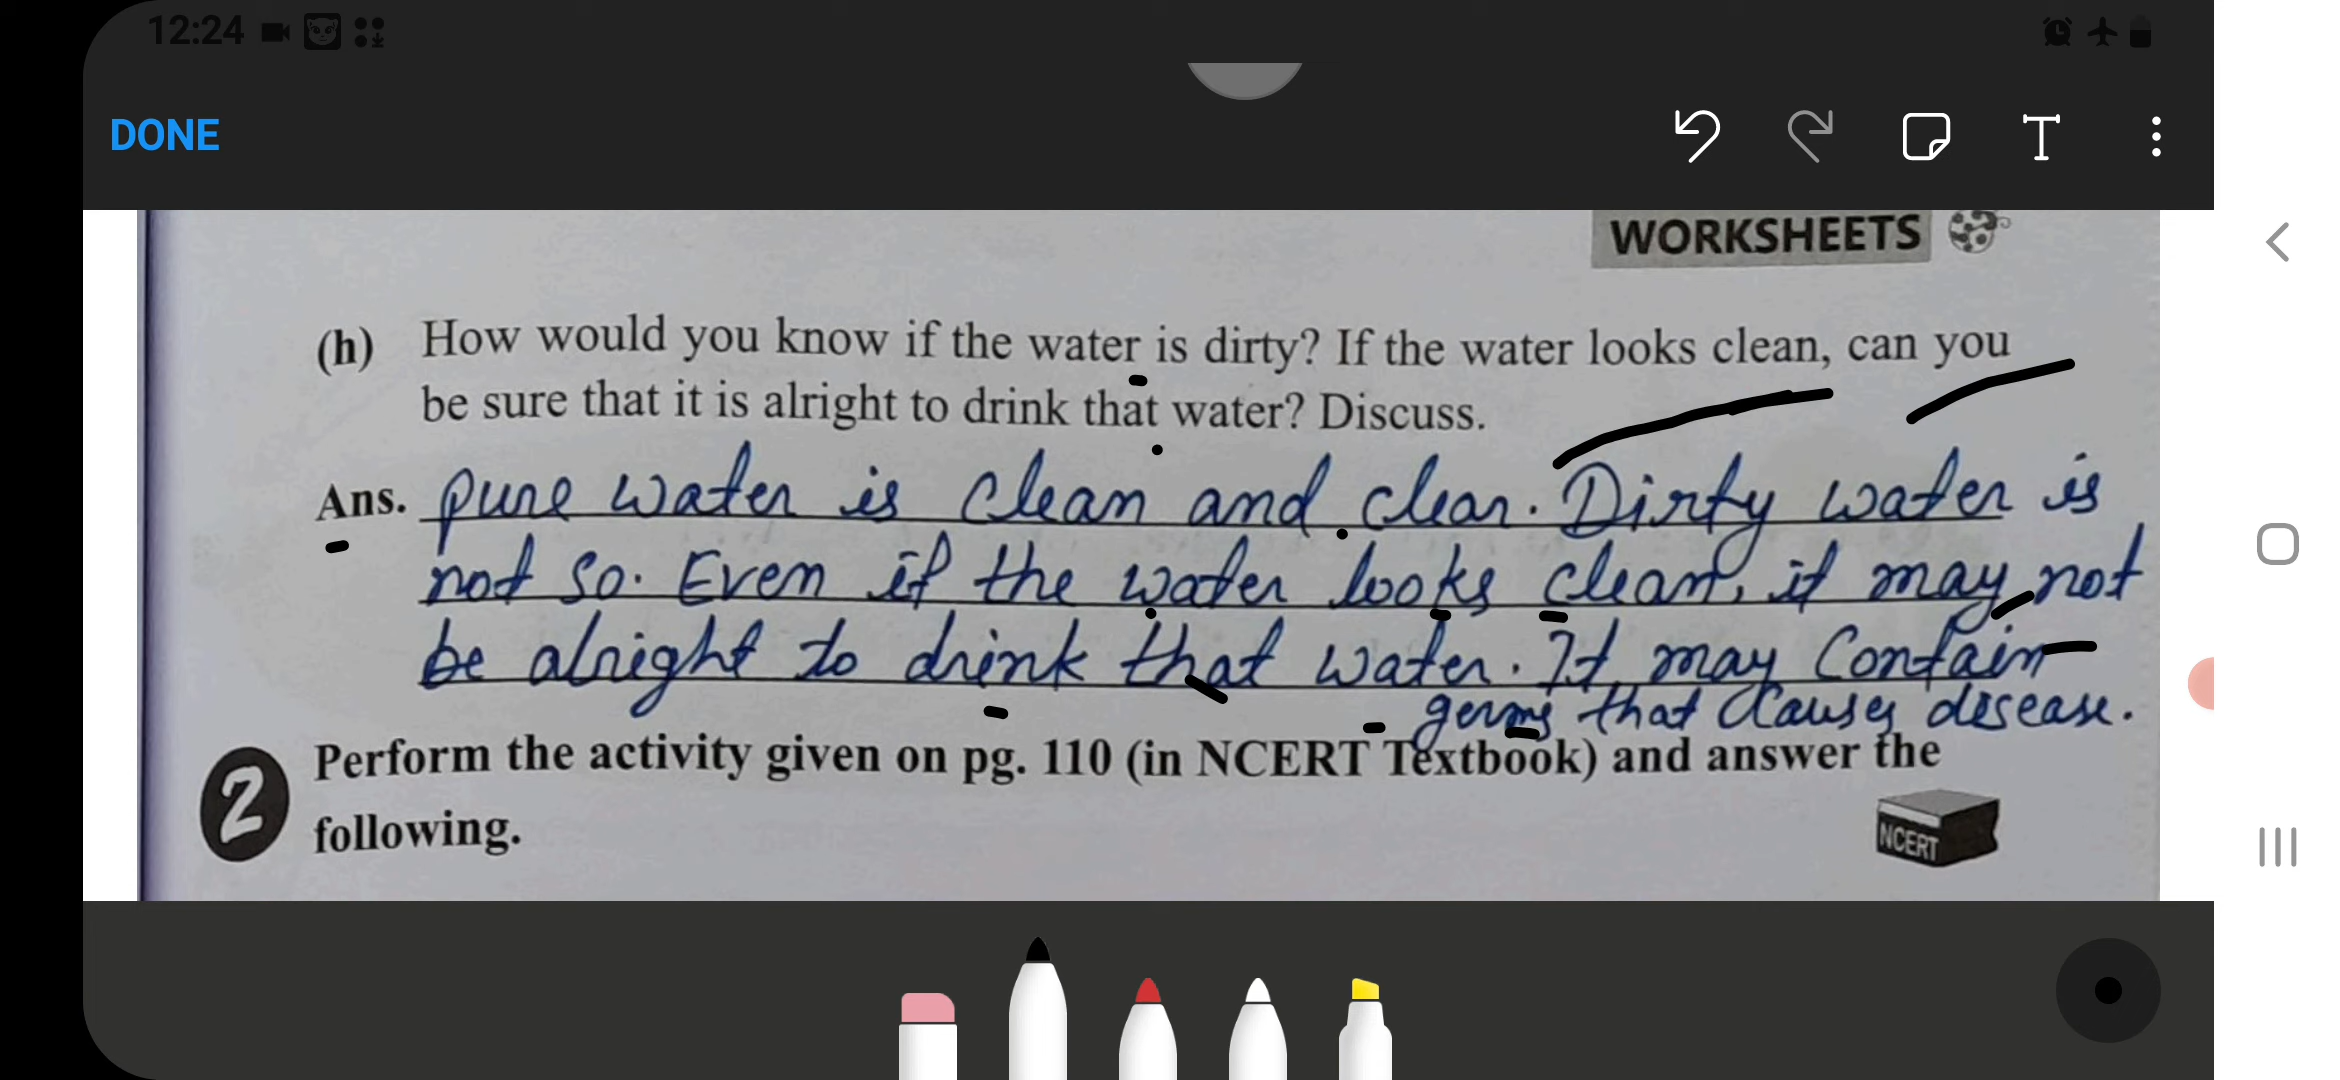 12:24
DONE
T
WORKSHEETS
(h) How would you know if the water is dirty? If the water looks clean, can you
be sure that it is alright to drink that water? Discuss.
Ans. pure water is clean and clear. Dirty water is
not so. Even if the water looks clean, it may not
be alright to drink that water. It may Contain
germs that causes disease.
2 Perform the activity given on pg. 110 (in NCERT Textbook) and answer the
following.
NCERT